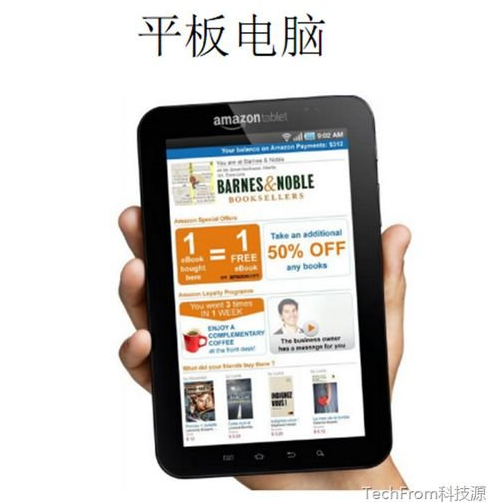 平板电脑
amazontablet
9:02 AM
Your balance on Amazon Payments: $312
You are at Barnes & Noble
BARNES&NOBLE
BOOKSELLERS
Amazon Special Offers
1
eBook
bought
here
=
1
FREE
eBook
on amazon.com
Take an additional
50% OFF
any books
Amazon Loyalty Programs
You went 3 times
IN 1 WEEK
ENJOY A
COMPLEMENTARY
COFFEE
at the front desk!
The business owner
has a message for you
What did your friends buy there ?
INDIGNEZ
VOUS !
TechFrom科技源